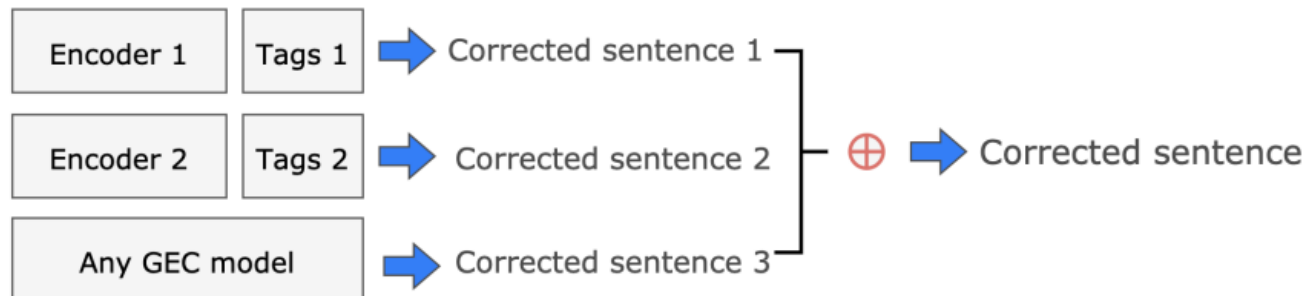 Encoder 1 Tags 1 Corrected sentence 1
Encoder 2 Tags 2 Corrected sentence 2
Corrected sentence
Any GEC model Corrected sentence 3